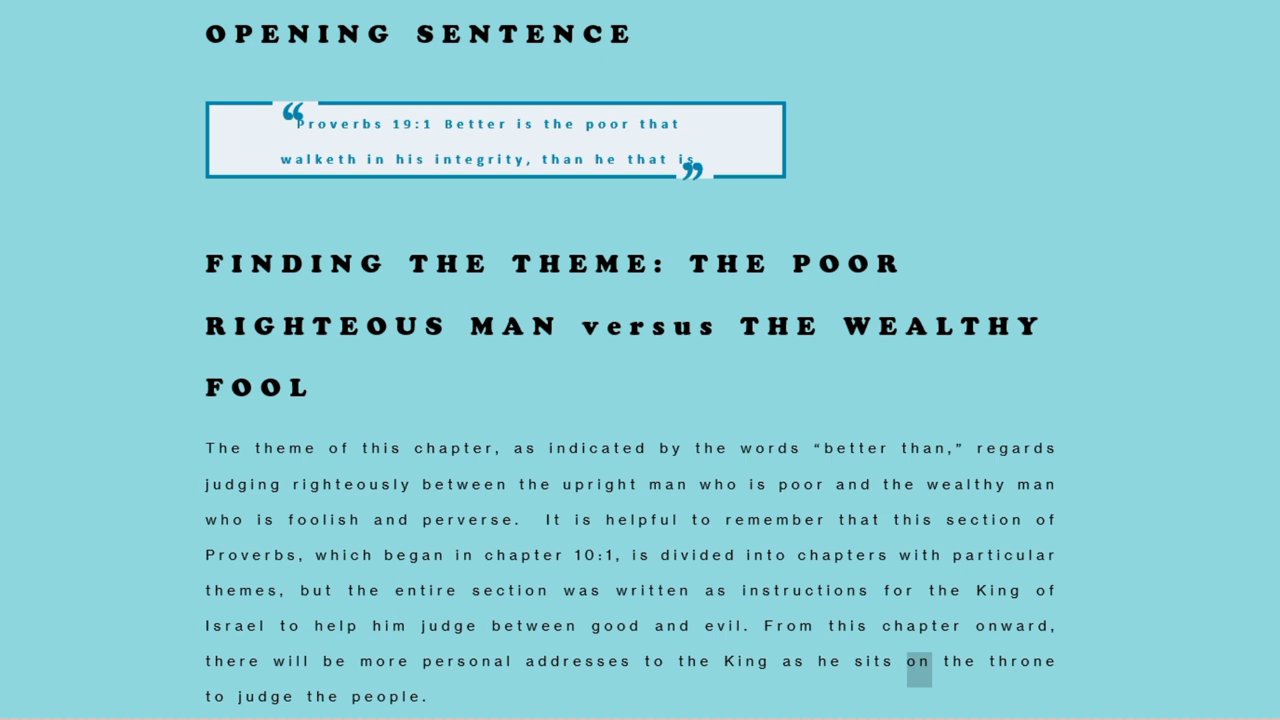 OPENING SENTENCE
“Proverbs 19:1 Better is the poor that
walketh in his integrity, than he that is”
FINDING THE THEME: THE POOR
RIGHTEOUS MAN versus THE WEALTHY
FOOL
The theme of this chapter, as indicated by the words “better than,” regards
judging righteously between the upright man who is poor and the wealthy man
who is foolish and perverse.  It is helpful to remember that this section of
Proverbs, which began in chapter 10:1, is divided into chapters with particular
themes, but the entire section was written as instructions for the King of
Israel to help him judge between good and evil. From this chapter onward,
there will be more personal addresses to the King as he sits on the throne
to judge the people.